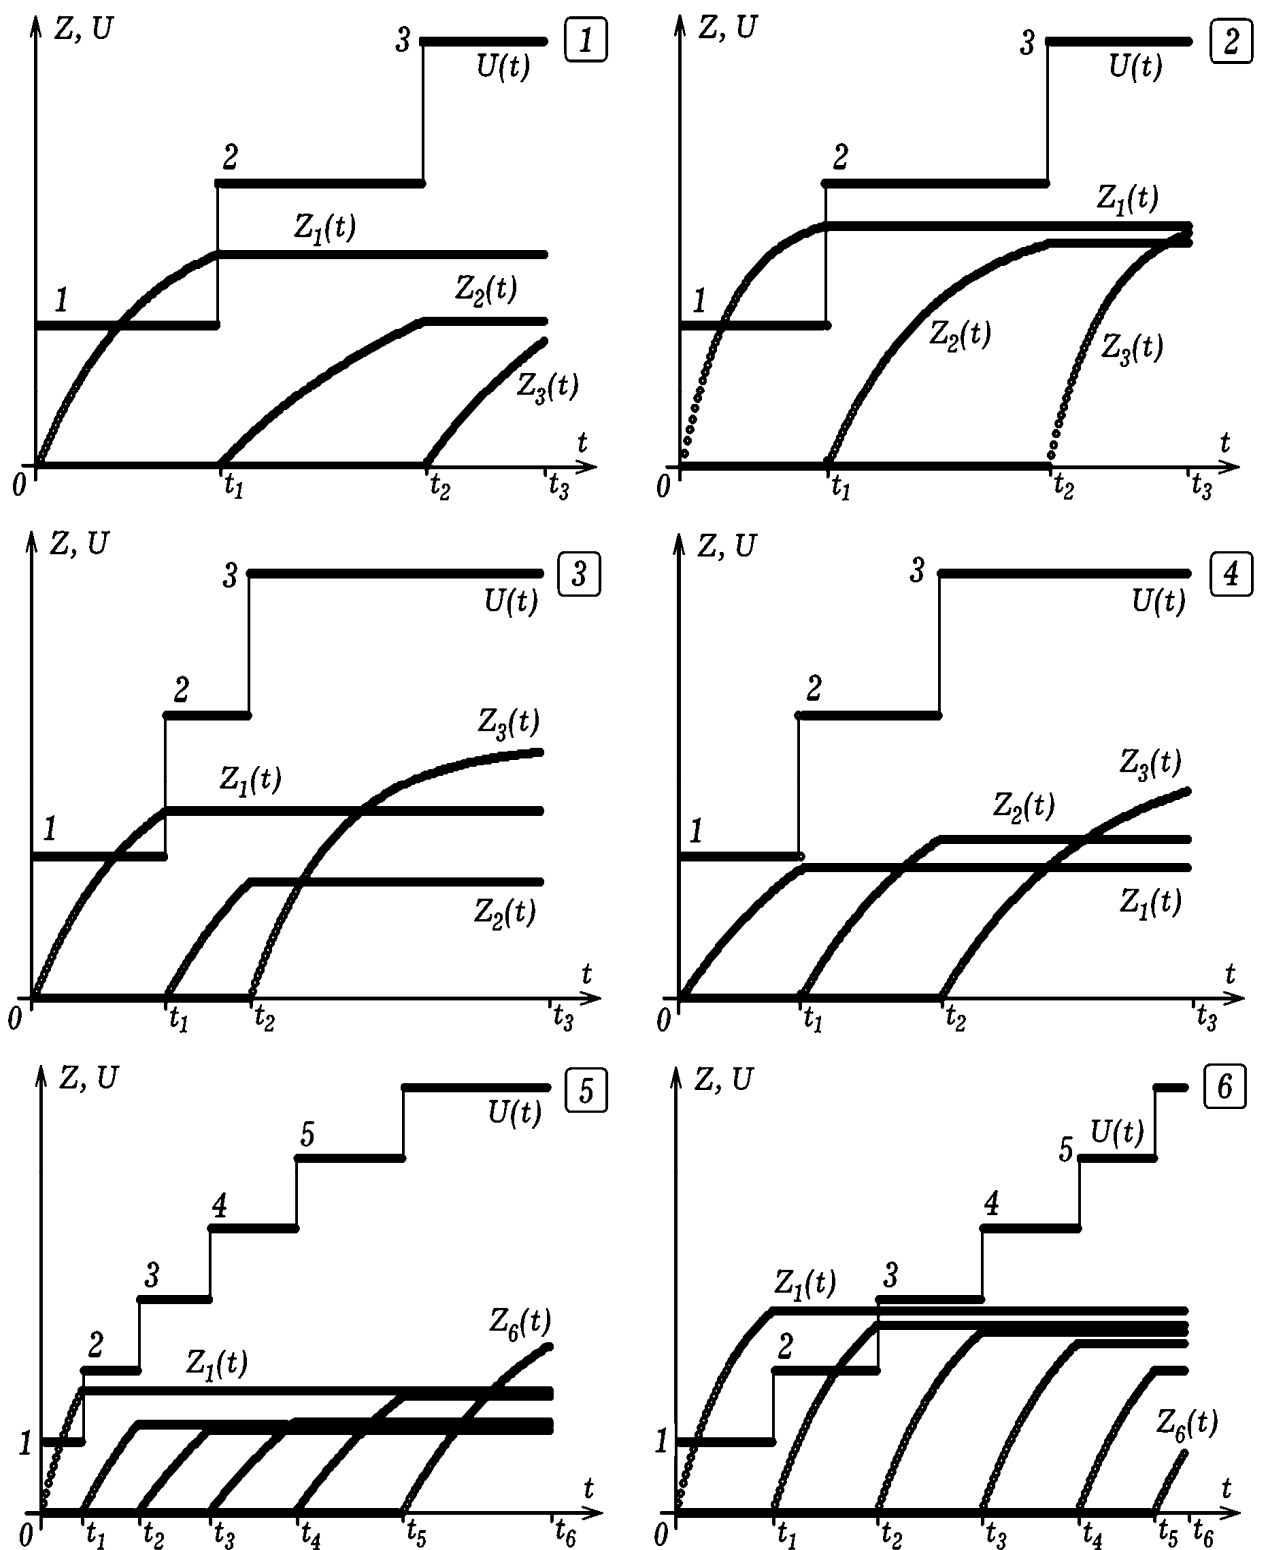 Z, U
3
1
U(t)
2
Z₁(t)
1
Z₂(t)
Z₃(t)
t
0
t₁
t₂
t₃
Z, U
3
2
U(t)
2
Z₁(t)
1
Z₂(t)
Z₃(t)
t
0
t₁
t₂
t₃
Z, U
3
3
U(t)
2
Z₃(t)
Z₁(t)
1
Z₂(t)
t
0
t₁
t₂
t₃
Z, U
3
4
U(t)
2
Z₃(t)
Z₂(t)
1
Z₁(t)
t
0
t₁
t₂
t₃
Z, U
5
U(t)
5
4
3
Z₆(t)
2
Z₁(t)
1
t
0
t₁
t₂
t₃
t₄
t₅
t₆
Z, U
6
5
U(t)
4
3
Z₁(t)
2
1
Z₆(t)
t
0
t₁
t₂
t₃
t₄
t₅
t₆